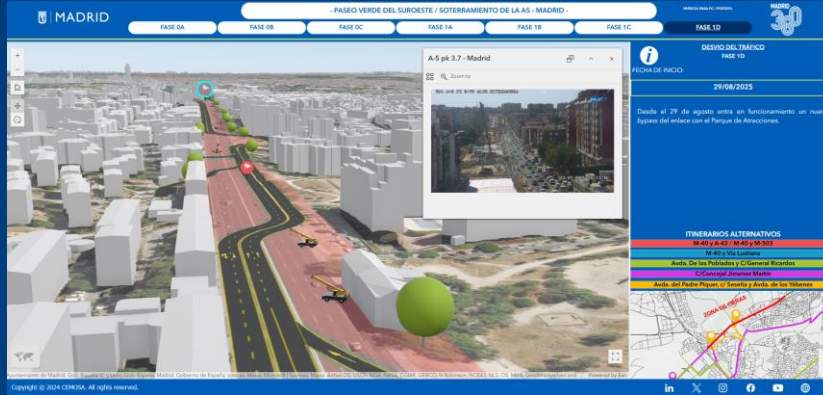 MADRID
- PASEO VERDE DEL SUROESTE / SOTERRAMIENTO DE LA A5 - MADRID -
FASE 0A
FASE 0B
FASE 0C
FASE 1A
FASE 1B
FASE 1C
FASE 1D
MADRID
A-5 pk 3.7 - Madrid
Zoom to
DESVIO DEL TRÁFICO
FASE 1D
FECHA DE INICIO:
29/08/2025
Desde el 29 de agosto entra en funcionamiento un nuevo
bypass del enlace con el Parque de Atracciones.
ITINERARIOS ALTERNATIVOS
M-40 y A-42 / M-40 y M-503
M-40 y Vía Lusitana
Avda. De los Poblados y C/General Ricardos
C/Concejal Jimenez Martin
Avda. del Padre Piquer, c/ Seseña y Avda. de los Yébenes
ZONA DE OBRAS
Powered by Esri
Copyright © 2024 CEMOSA. All rights reserved.